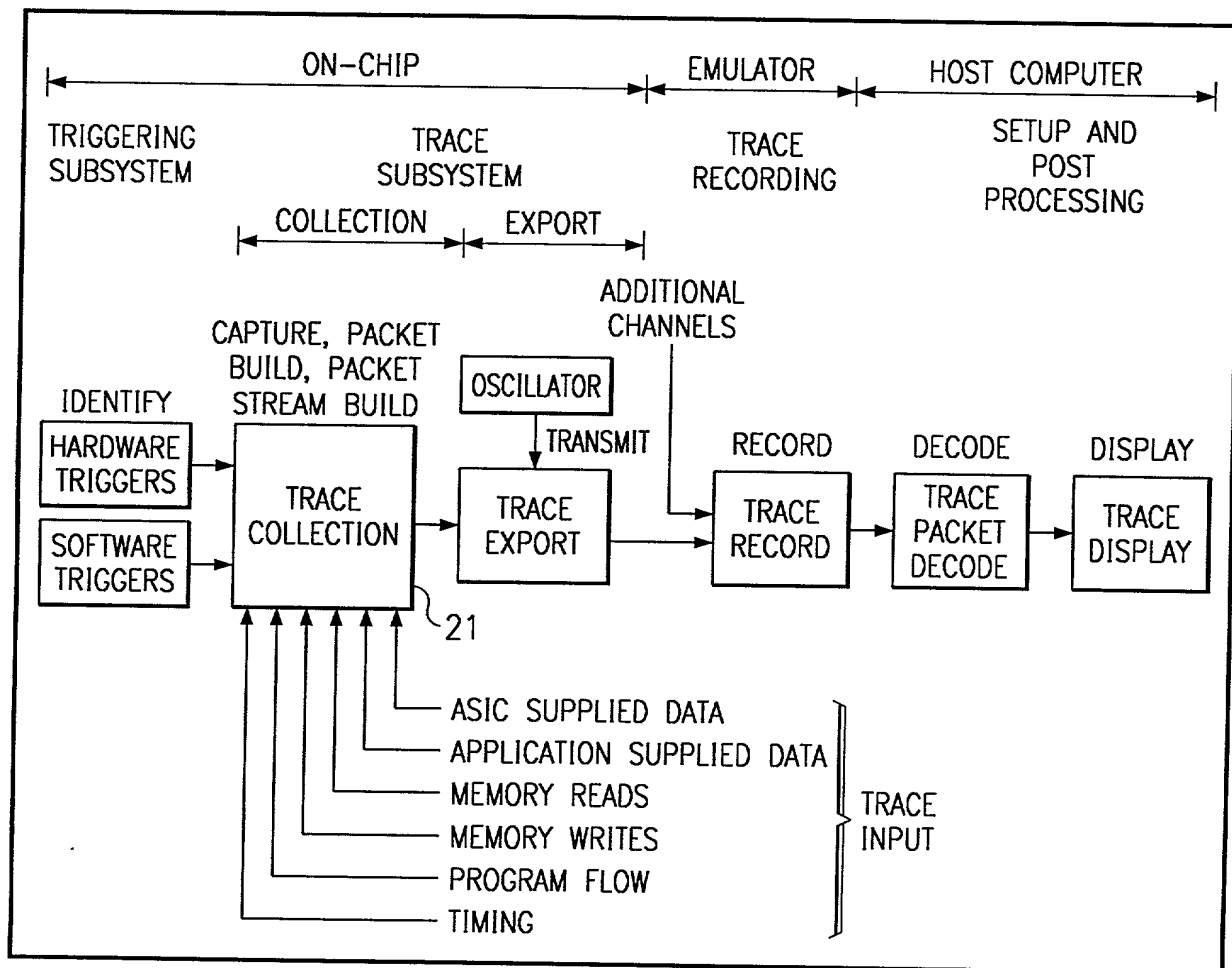 ON-CHIP
EMULATOR
HOST COMPUTER
TRIGGERING
SUBSYSTEM
TRACE
SUBSYSTEM
TRACE
RECORDING
SETUP AND
POST
PROCESSING
COLLECTION
EXPORT
ADDITIONAL
CHANNELS
CAPTURE, PACKET
BUILD, PACKET
STREAM BUILD
OSCILLATOR
TRANSMIT
IDENTIFY
HARDWARE
TRIGGERS
SOFTWARE
TRIGGERS
TRACE
COLLECTION
21
TRACE
EXPORT
RECORD
TRACE
RECORD
DECODE
TRACE
PACKET
DECODE
DISPLAY
TRACE
DISPLAY
ASIC SUPPLIED DATA
APPLICATION SUPPLIED DATA
MEMORY READS
MEMORY WRITES
PROGRAM FLOW
TIMING
TRACE
INPUT